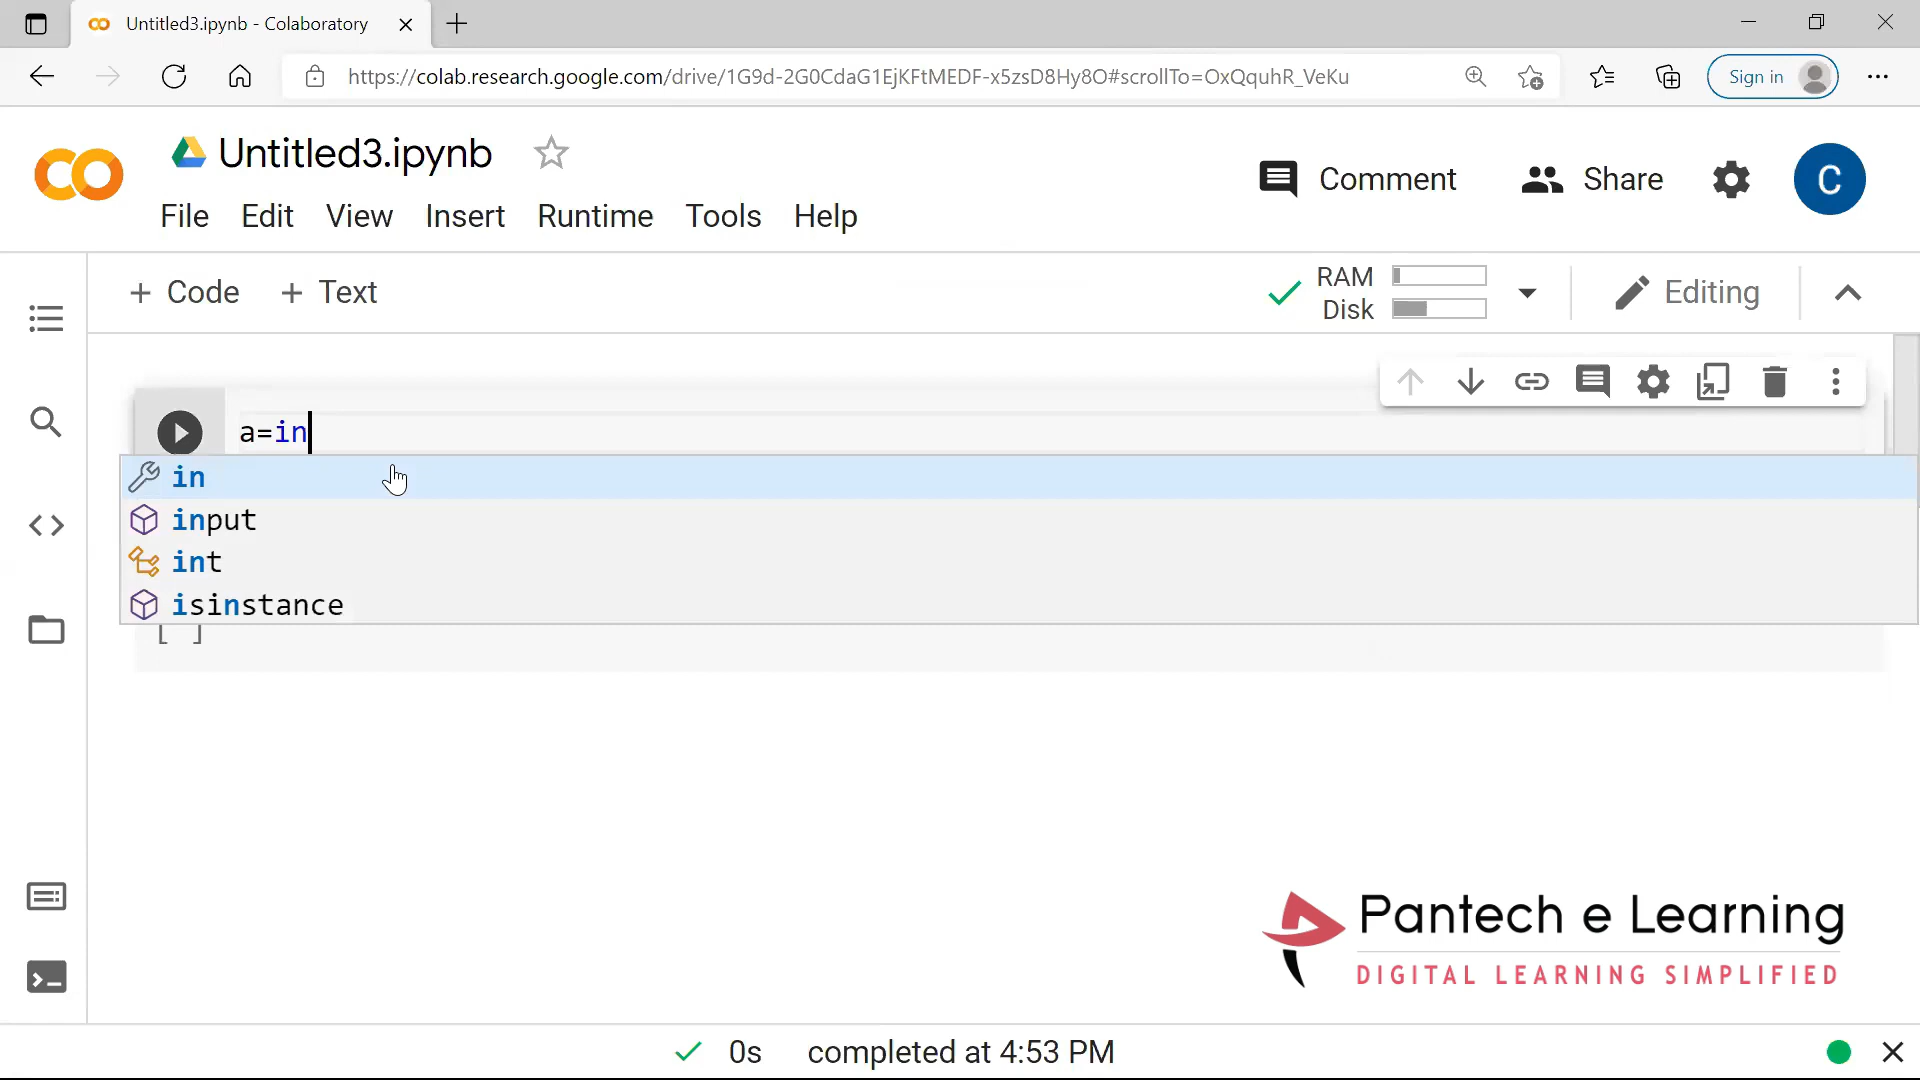 Untitled3.ipynb - Colaboratory
https://colab.research.google.com/drive/1G9d-2G0CdaG1EjKFtMEDF-x5zsD8Hy8O#scrollTo=OxQquhR_VeKu
Sign in
Untitled3.ipynb
File Edit View Insert Runtime Tools Help
Comment
Share
C
+ Code + Text
RAM
Disk
Editing
a=in
in
input
int
isinstance
[ ]
Pantech e Learning
DIGITAL LEARNING SIMPLIFIED
0s completed at 4:53 PM